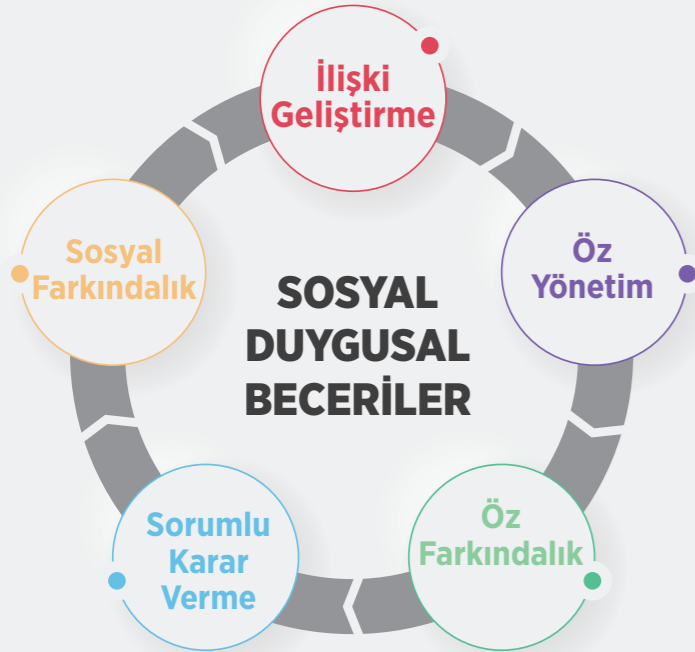 İlişki
Geliştirme
Sosyal
Farkındalık
Öz
Yönetim
SOSYAL
DUYGUSAL
BECERİLER
Sorumlu
Karar
Verme
Öz
Farkındalık